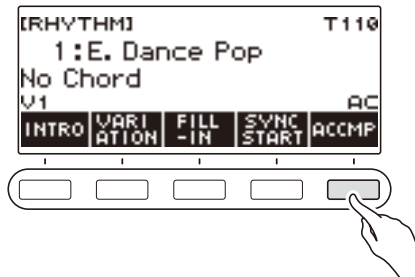 [RHYTHM] T110
1:E. Dance Pop
No Chord
V1 AC
INTRO VARI ATION FILL -IN SYNC START ACCMP